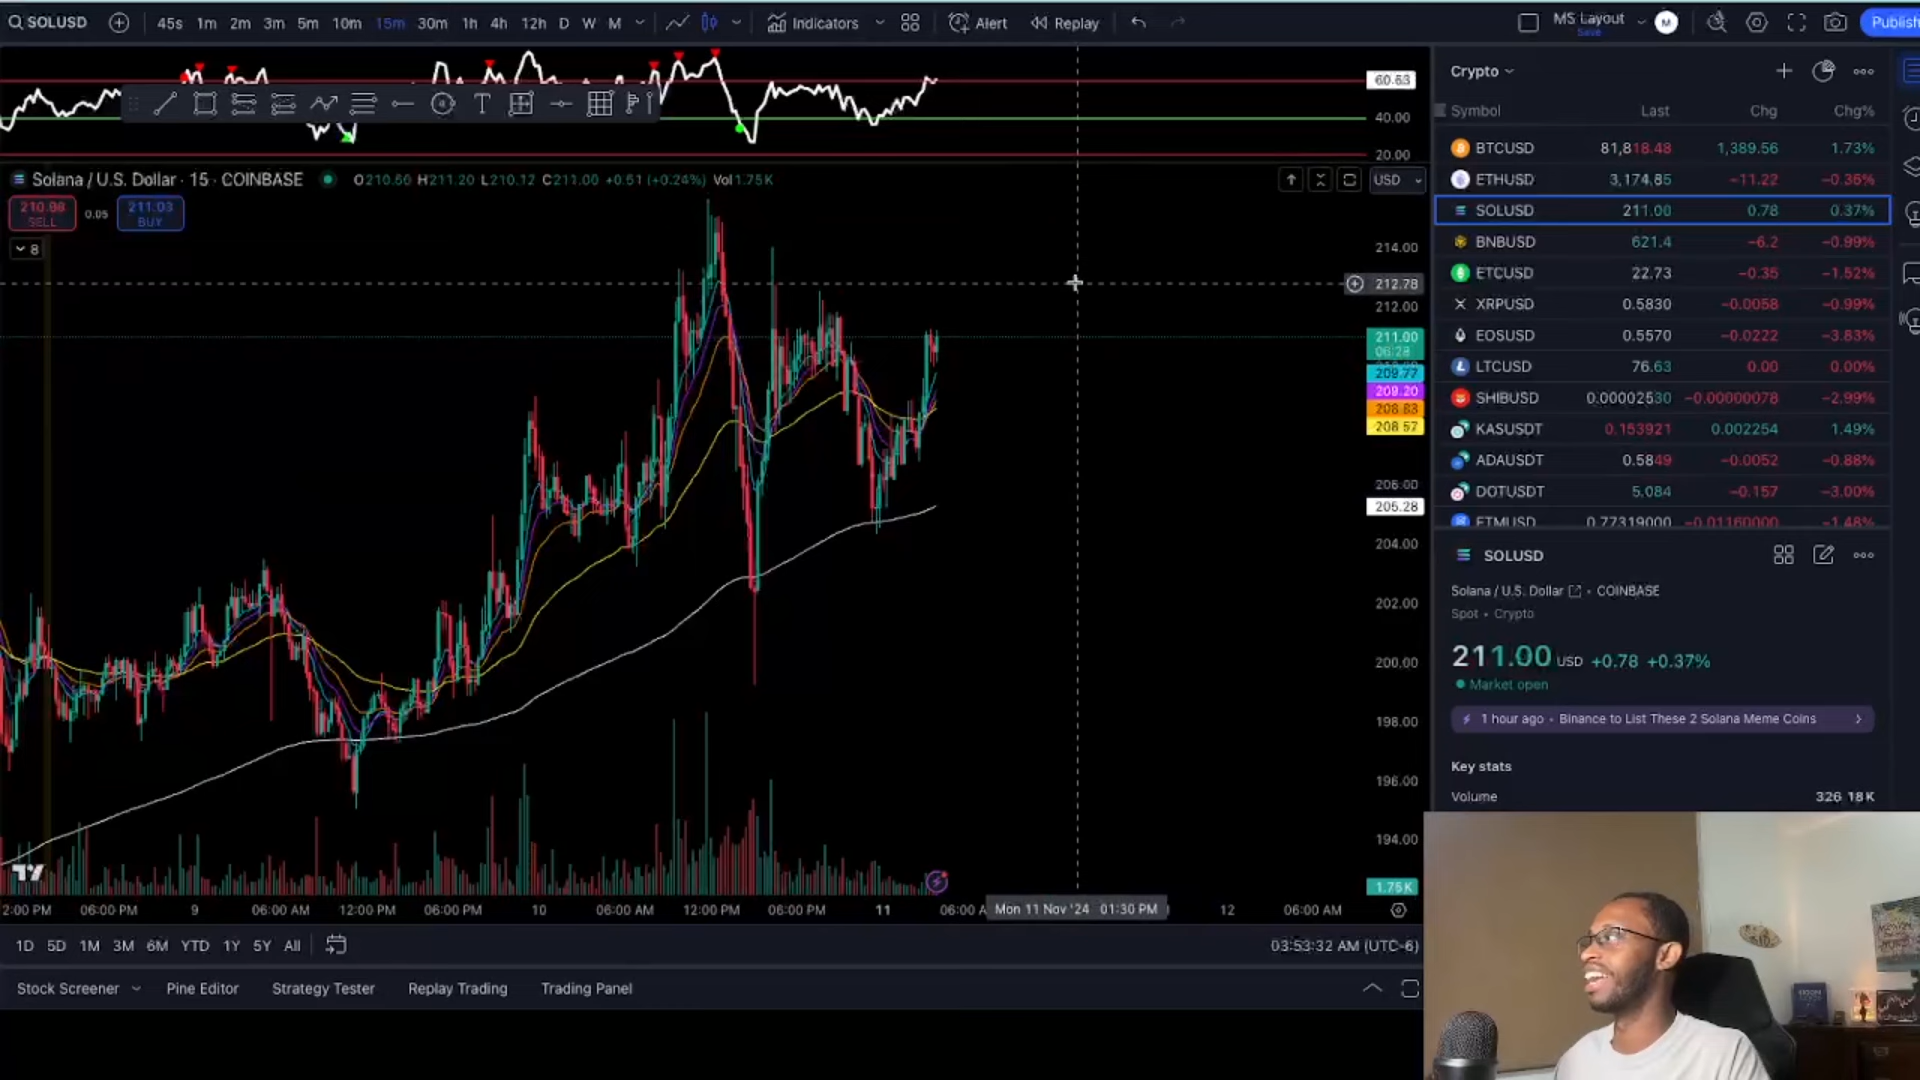 SOLUSD 45s 1m 2m 3m 5m 10m 15m 30m 1h 4h 12h D W M Indicators Alert Replay MS Layout Save M Publish
60.63
40.00
20.00
Solana / U.S. Dollar · 15 · COINBASE O210.60 H211.20 L210.12 C211.00 +0.51 (+0.24%) Vol1.75K USD
210.98 SELL 0.05 211.03 BUY
8
214.00
212.78
212.00
211.00
06:28
209.77
209.20
208.83
208.57
206.00
205.28
204.00
202.00
200.00
198.00
196.00
194.00
1.75K
2:00 PM 06:00 PM 9 06:00 AM 12:00 PM 06:00 PM 10 06:00 AM 12:00 PM 06:00 PM 11 06:00 A Mon 11 Nov '24 01:30 PM 12 06:00 AM
1D 5D 1M 3M 6M YTD 1Y 5Y All 03:53:32 AM (UTC-6)
Stock Screener Pine Editor Strategy Tester Replay Trading Trading Panel
Crypto
Symbol Last Chg Chg%
BTCUSD 81,818.48 1,389.56 1.73%
ETHUSD 3,174.85 −11.22 −0.36%
SOLUSD 211.00 0.78 0.37%
BNBUSD 621.4 −6.2 −0.99%
ETCUSD 22.73 −0.35 −1.52%
XRPUSD 0.5830 −0.0058 −0.99%
EOSUSD 0.5570 −0.0222 −3.83%
LTCUSD 76.63 0.00 0.00%
SHIBUSD 0.00002530 −0.00000078 −2.99%
KASUSDT 0.153921 0.002254 1.49%
ADAUSDT 0.5849 −0.0052 −0.88%
DOTUSDT 5.084 −0.157 −3.00%
FTMUSD 0.77319000 −0.01160000 −1.48%
SOLUSD
Solana / U.S. Dollar • COINBASE
Spot • Crypto
211.00 USD +0.78 +0.37%
Market open
1 hour ago • Binance to List These 2 Solana Meme Coins
Key stats
Volume 326.18K